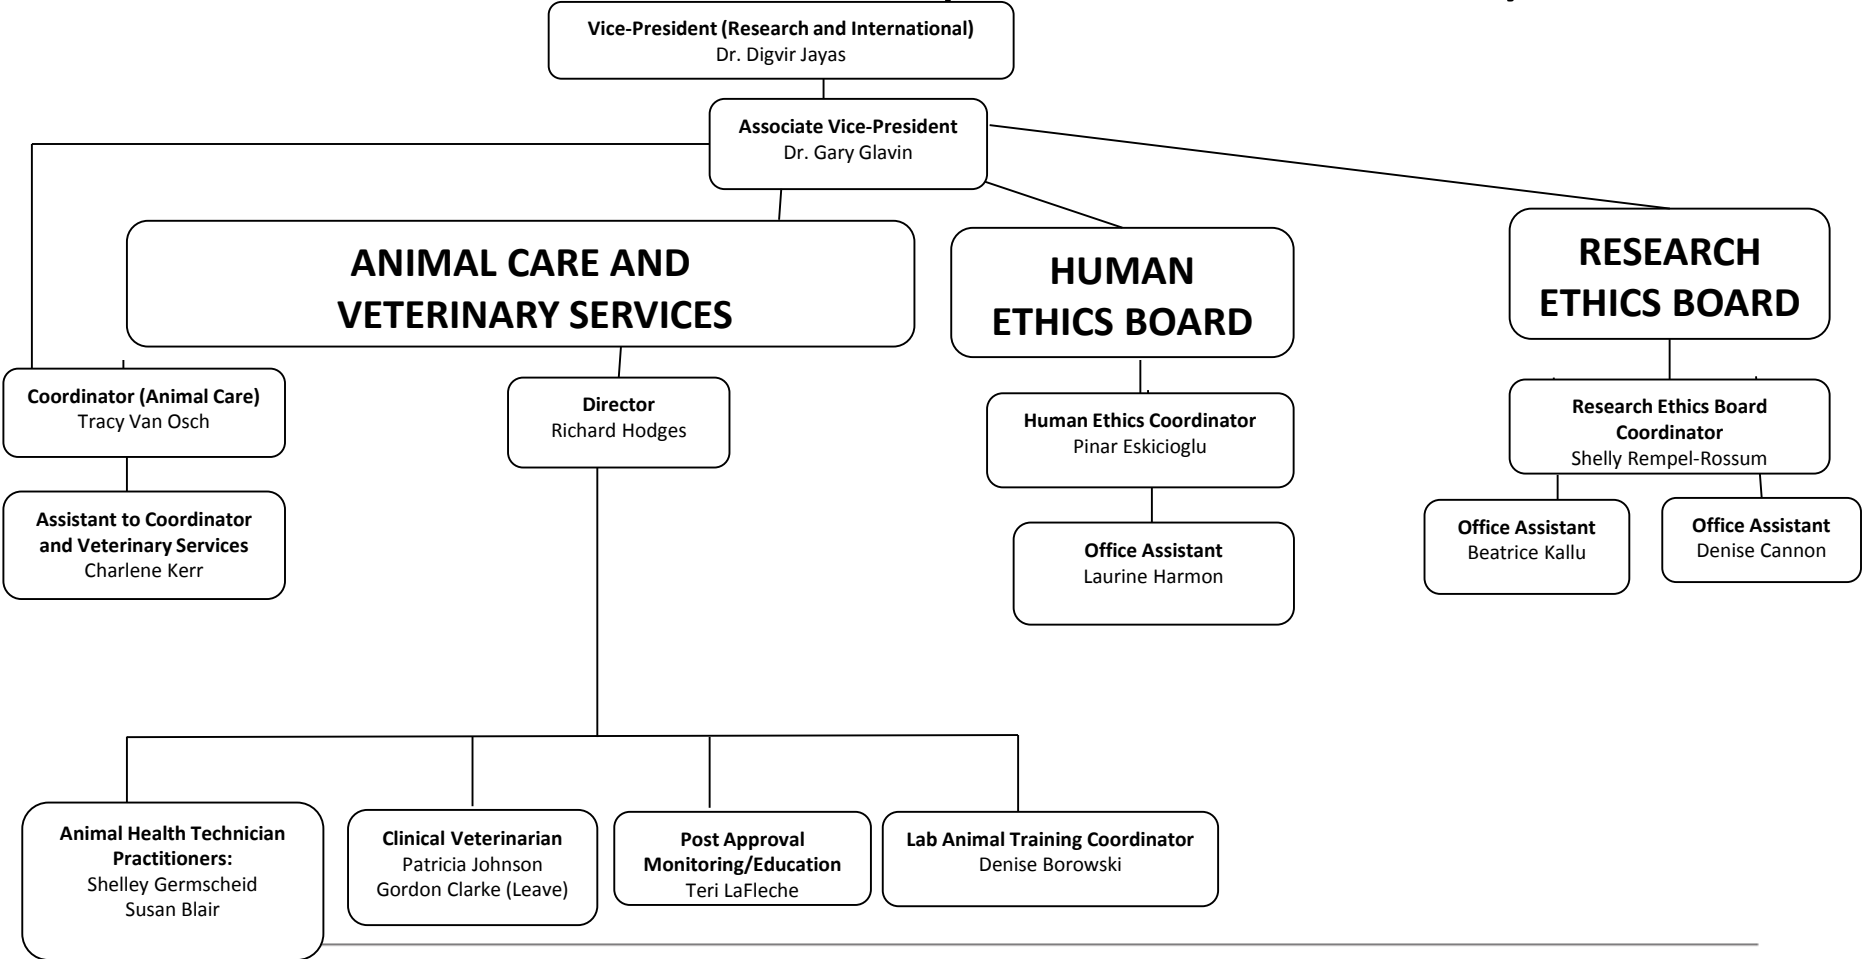 Vice-President (Research and International)
Dr. Digvir Jayas
Associate Vice-President
Dr. Gary Glavin
ANIMAL CARE AND
VETERINARY SERVICES
HUMAN
ETHICS BOARD
RESEARCH
ETHICS BOARD
Coordinator (Animal Care)
Tracy Van Osch
Director
Richard Hodges
Human Ethics Coordinator
Pinar Eskicioglu
Research Ethics Board
Coordinator
Shelly Rempel-Rossum
Assistant to Coordinator
and Veterinary Services
Charlene Kerr
Office Assistant
Laurine Harmon
Office Assistant
Beatrice Kallu
Office Assistant
Denise Cannon
Animal Health Technician
Practitioners:
Shelley Germscheid
Susan Blair
Clinical Veterinarian
Patricia Johnson
Gordon Clarke (Leave)
Post Approval
Monitoring/Education
Teri LaFleche
Lab Animal Training Coordinator
Denise Borowski